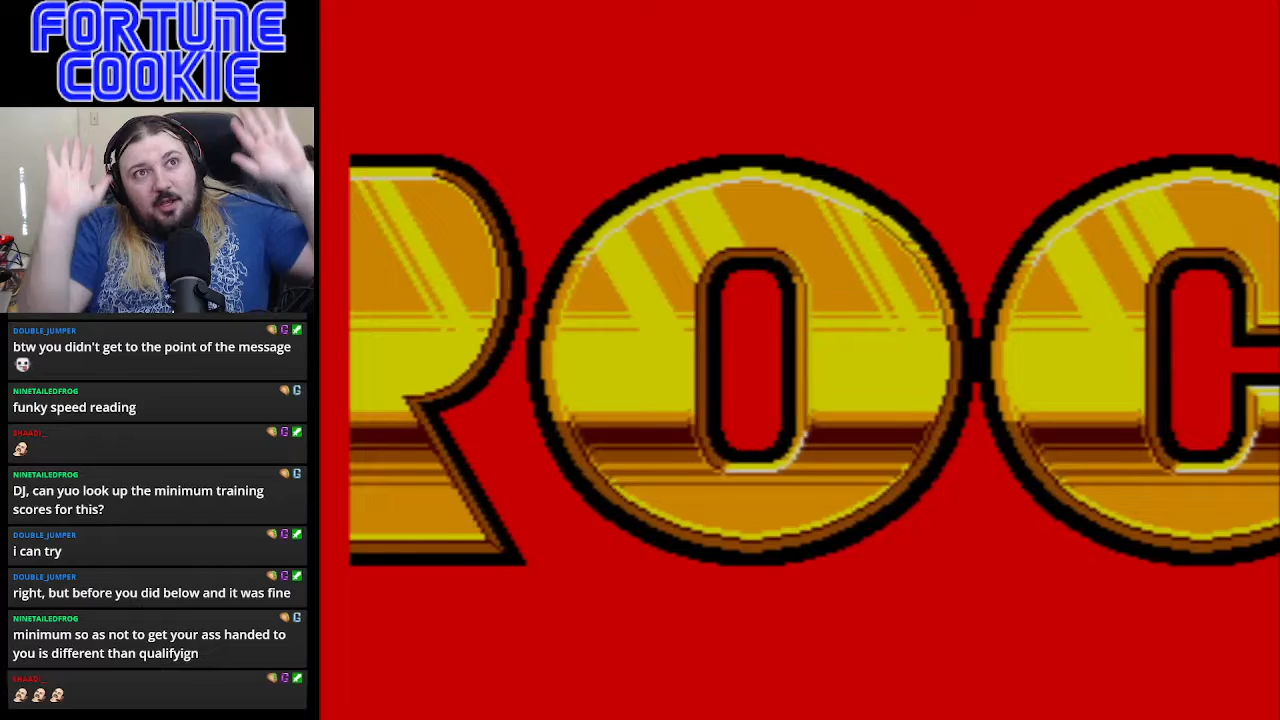 FORTUNE
COOKIE
ROC
DOUBLE_JUMPER
btw you didn't get to the point of the message
NINETAILEDFROG
funky speed reading
SHAADI__
NINETAILEDFROG
DJ, can yuo look up the minimum training
scores for this?
DOUBLE_JUMPER
i can try
DOUBLE_JUMPER
right, but before you did below and it was fine
NINETAILEDFROG
minimum so as not to get your ass handed to
you is different than qualifyign
SHAADI__